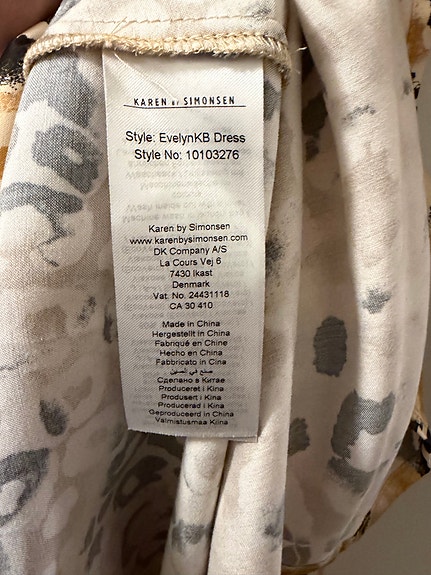 KAREN BY SIMONSEN
Style: EvelynKB Dress
Style No: 10103276
Karen by Simonsen
www.karenbysimonsen.com
DK Company A/S
La Cours Vej 6
7430 Ikast
Denmark
Vat. No. 24431118
CA 30 410
Made in China
Hergestellt in China
Fabriqué en Chine
Hecho en China
Fabbricato in Cina
صنع في الصين
Сделано в Китае
Produceret i Kina
Produsert i Kina
Producerad i Kina
Geproduceerd in China
Valmistusmaa Kiina